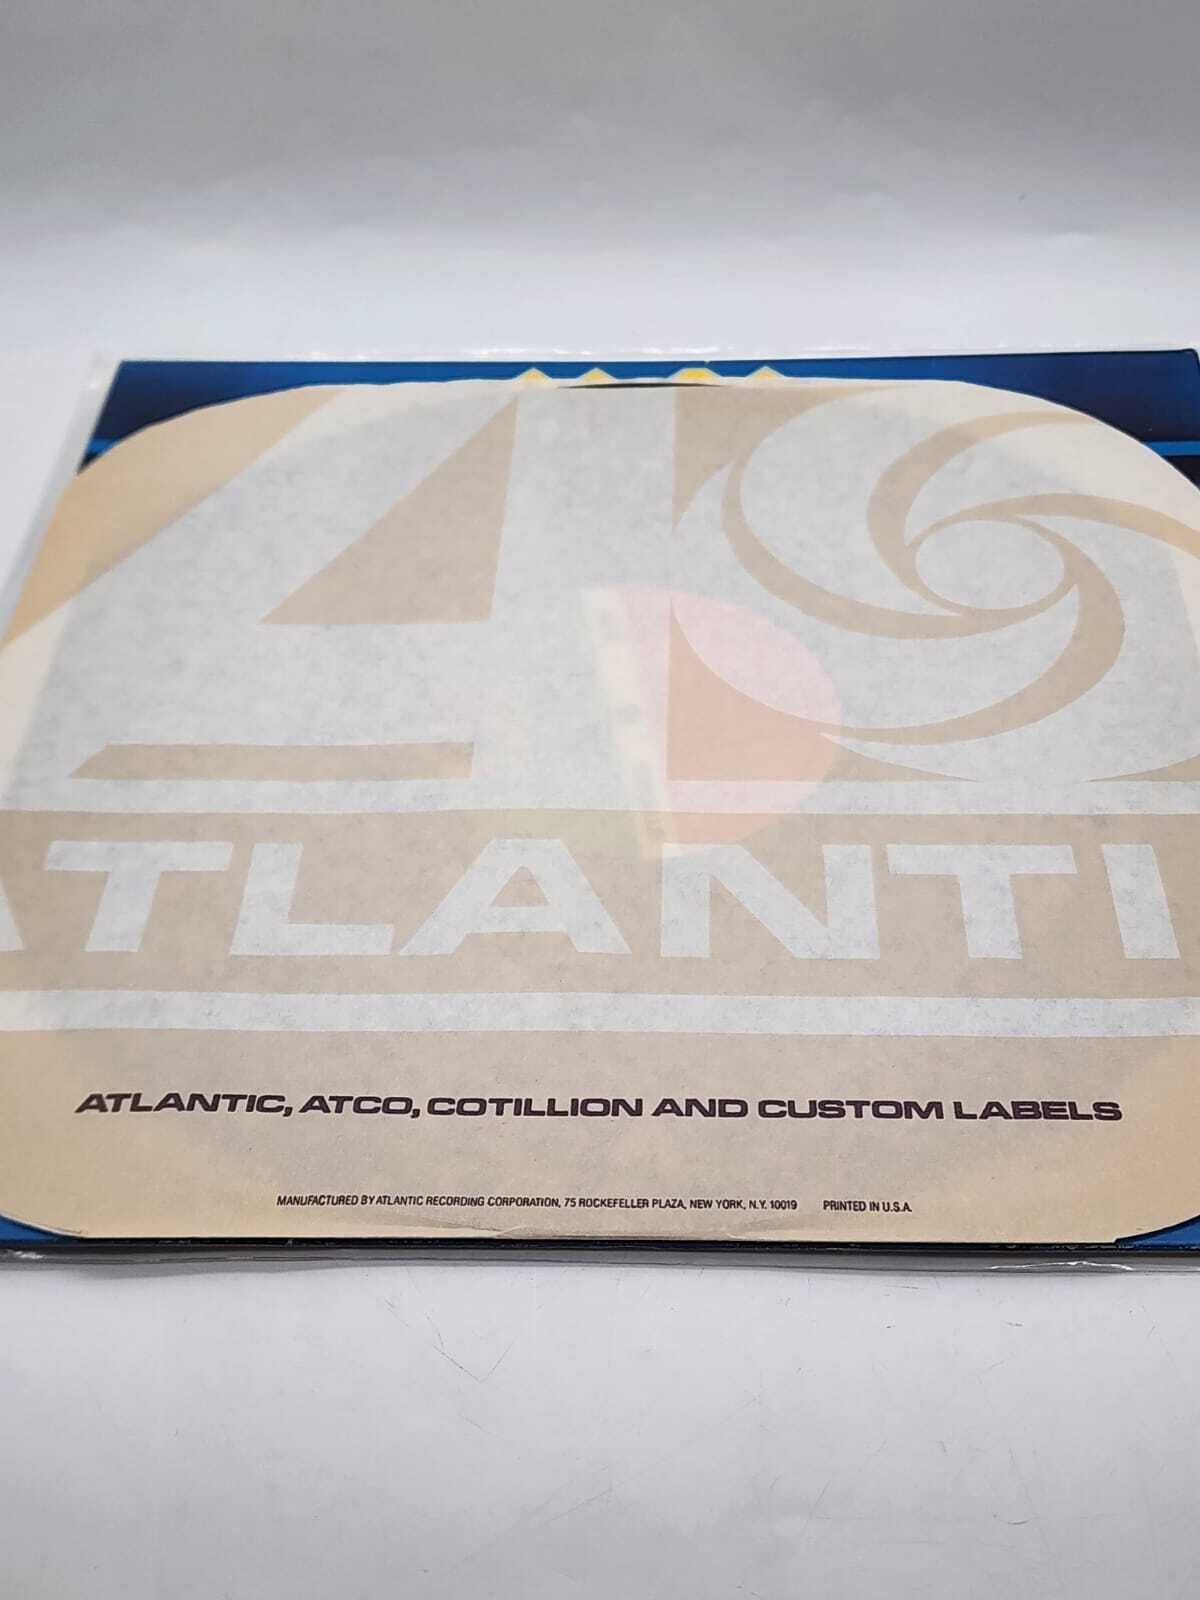 ATLANTI
ATLANTIC, ATCO, COTILLION AND CUSTOM LABELS
MANUFACTURED BY ATLANTIC RECORDING CORPORATION, 75 ROCKEFELLER PLAZA, NEW YORK, N.Y. 10019 PRINTED IN U.S.A.